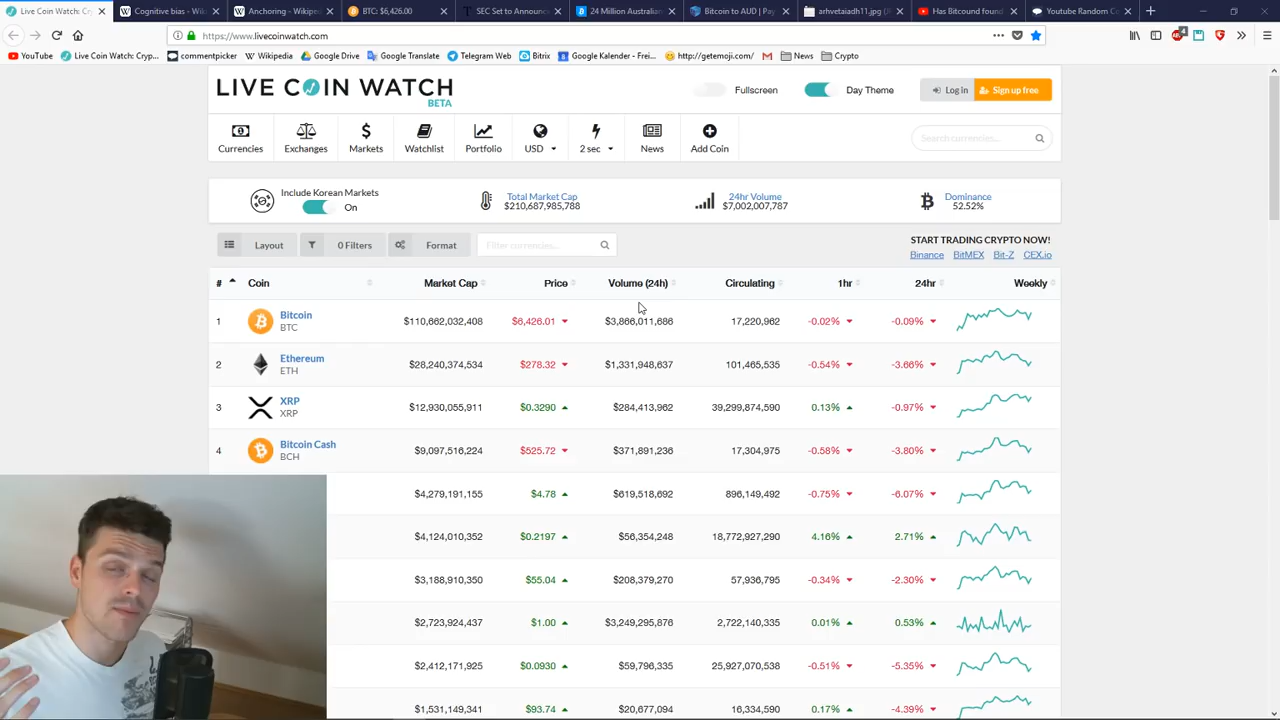 Live Coin Watch: Cry
Cognitive bias - Wiki
Anchoring - Wikiped
BTC: $6,426.00
SEC Set to Announc
24 Million Australian
Bitcoin to AUD | Pay
arhvetaiadh11.jpg (
Has Bitcound found
Youtube Random Co
https://www.livecoinwatch.com
4
YouTube
Live Coin Watch: Cryp...
commentpicker
Wikipedia
Google Drive
Google Translate
Telegram Web
Bitrix
Google Kalender - Frei...
http://getemoji.com/
News
Crypto
LIVE COIN WATCH
BETA
Fullscreen
Day Theme
Log in
Sign up free
Currencies
Exchanges
Markets
Watchlist
Portfolio
USD
2 sec
News
Add Coin
Search currencies...
Include Korean Markets
On
Total Market Cap
$210,687,985,788
24hr Volume
$7,002,007,787
Dominance
52.52%
Layout
0 Filters
Format
Filter currencies...
START TRADING CRYPTO NOW!
Binance BitMEX Bit-Z CEX.io
# Coin Market Cap Price Volume (24h) Circulating 1hr 24hr Weekly
1 Bitcoin BTC $110,662,032,408 $6,426.01 $3,866,011,686 17,220,962 -0.02% -0.09%
2 Ethereum ETH $28,240,374,534 $278.32 $1,331,948,637 101,465,535 -0.54% -3.66%
3 XRP XRP $12,930,055,911 $0.3290 $284,413,962 39,299,874,590 0.13% -0.97%
4 Bitcoin Cash BCH $9,097,516,224 $525.72 $371,891,236 17,304,975 -0.58% -3.80%
$4,279,191,155 $4.78 $619,518,692 896,149,492 -0.75% -6.07%
$4,124,010,352 $0.2197 $56,354,248 18,772,927,290 4.16% 2.71%
$3,188,910,350 $55.04 $208,379,270 57,936,795 -0.34% -2.30%
$2,723,924,437 $1.00 $3,249,295,876 2,722,140,335 0.01% 0.53%
$2,412,171,925 $0.0930 $59,796,335 25,927,070,538 -0.51% -5.35%
$1,531,149,341 $93.74 $20,677,094 16,334,590 0.17% -4.39%